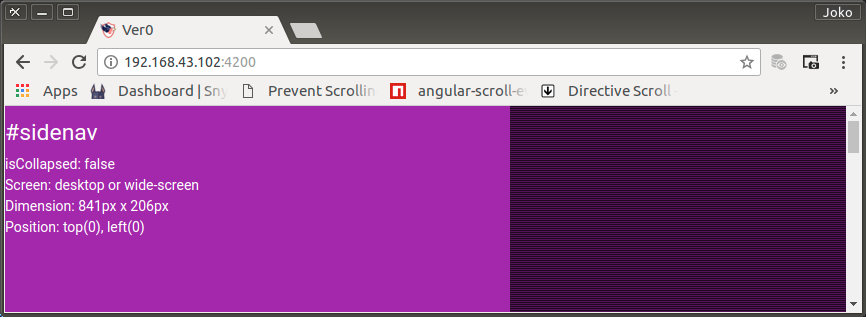 Joko
Ver0
192.168.43.102:4200
Apps Dashboard | Sny Prevent Scrollin angular-scroll-e Directive Scroll - »
#sidenav
isCollapsed: false
Screen: desktop or wide-screen
Dimension: 841px x 206px
Position: top(0), left(0)